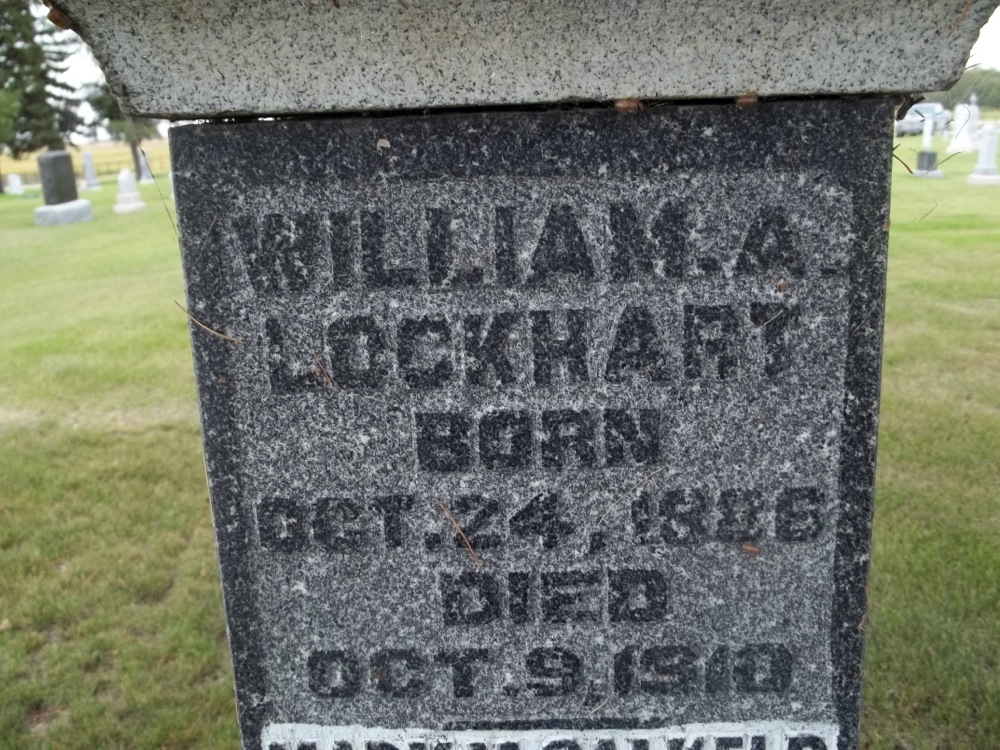 WILLIAM.A.
LOCKHART
BORN
OCT.24, 1886
DIED
OCT.9,1910